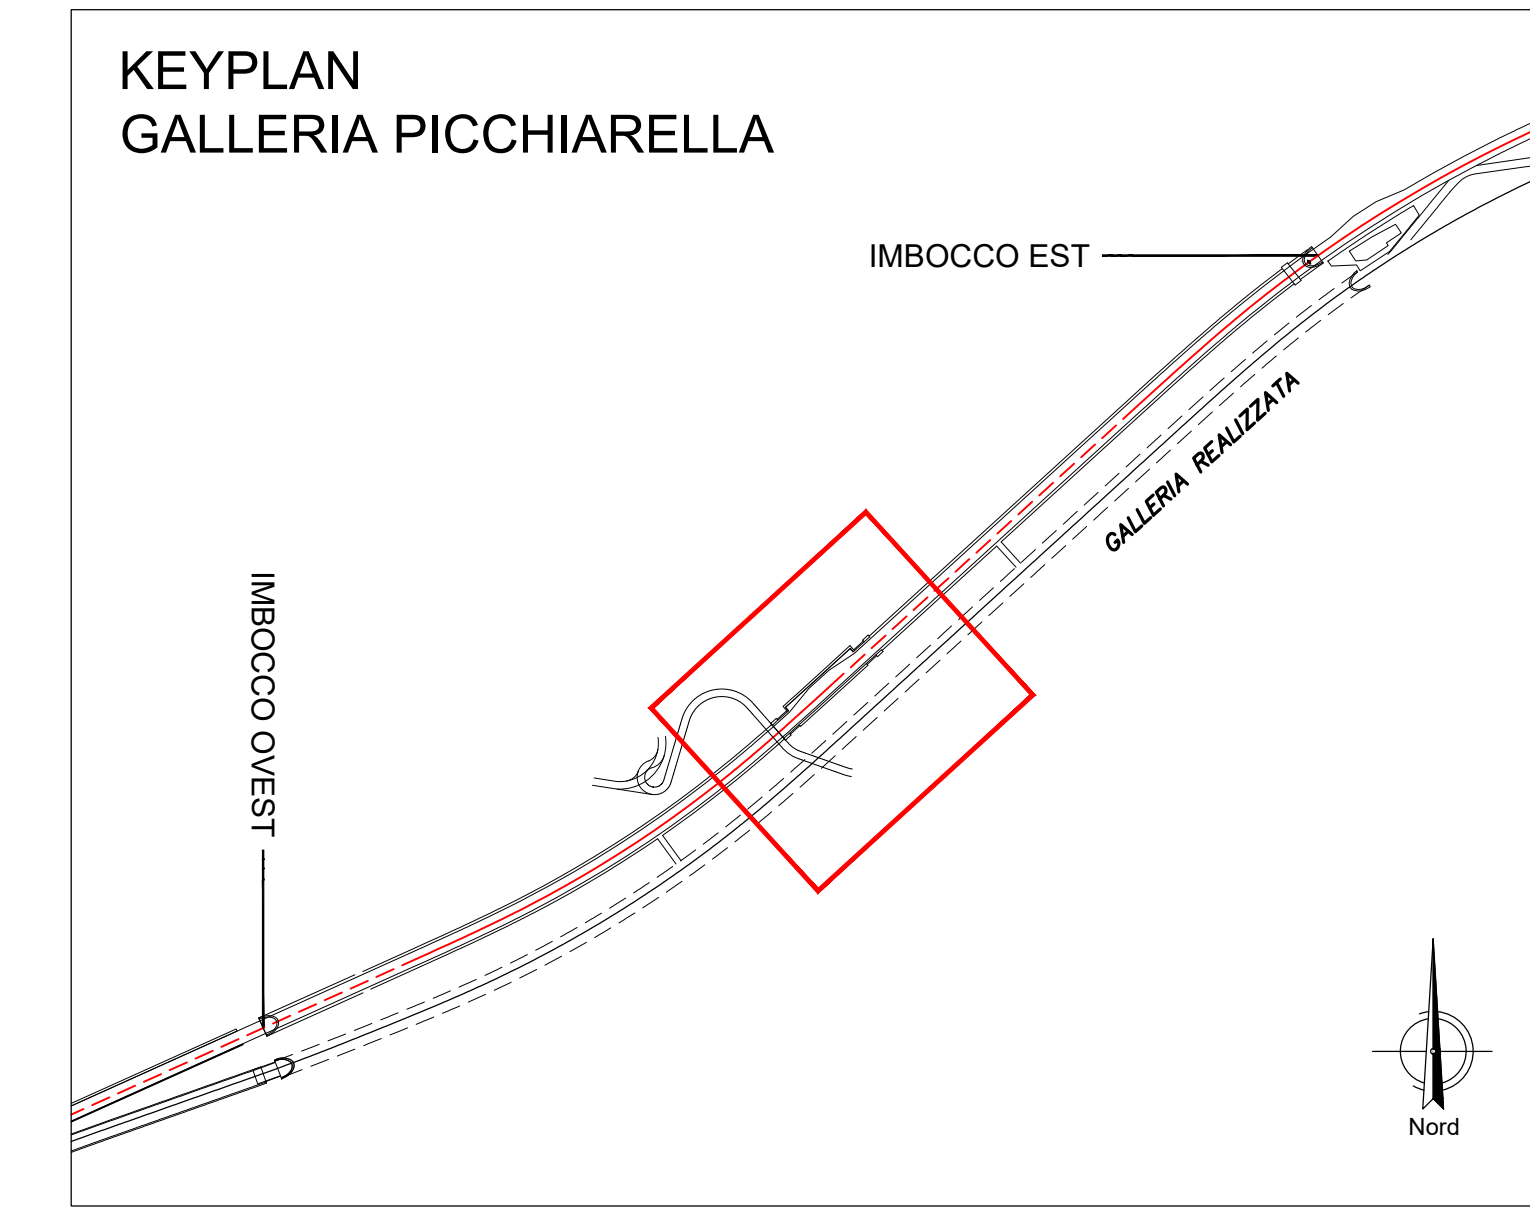 KEYPLAN
GALLERIA PICCHIARELLA
IMBOCCO EST
GALLERIA REALIZZATA
IMBOCCO OVEST
Nord